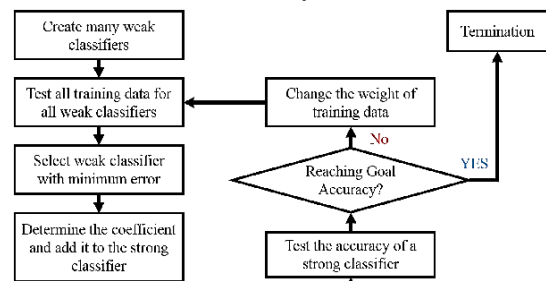 Create many weak
classifiers
Test all training data for
all weak classifiers
Select weak classifier
with minimum error
Determine the coefficient
and add it to the strong
classifier
Test the accuracy of a
strong classifier
Reaching Goal
Accuracy?
No
YES
Change the weight of
training data
Termination